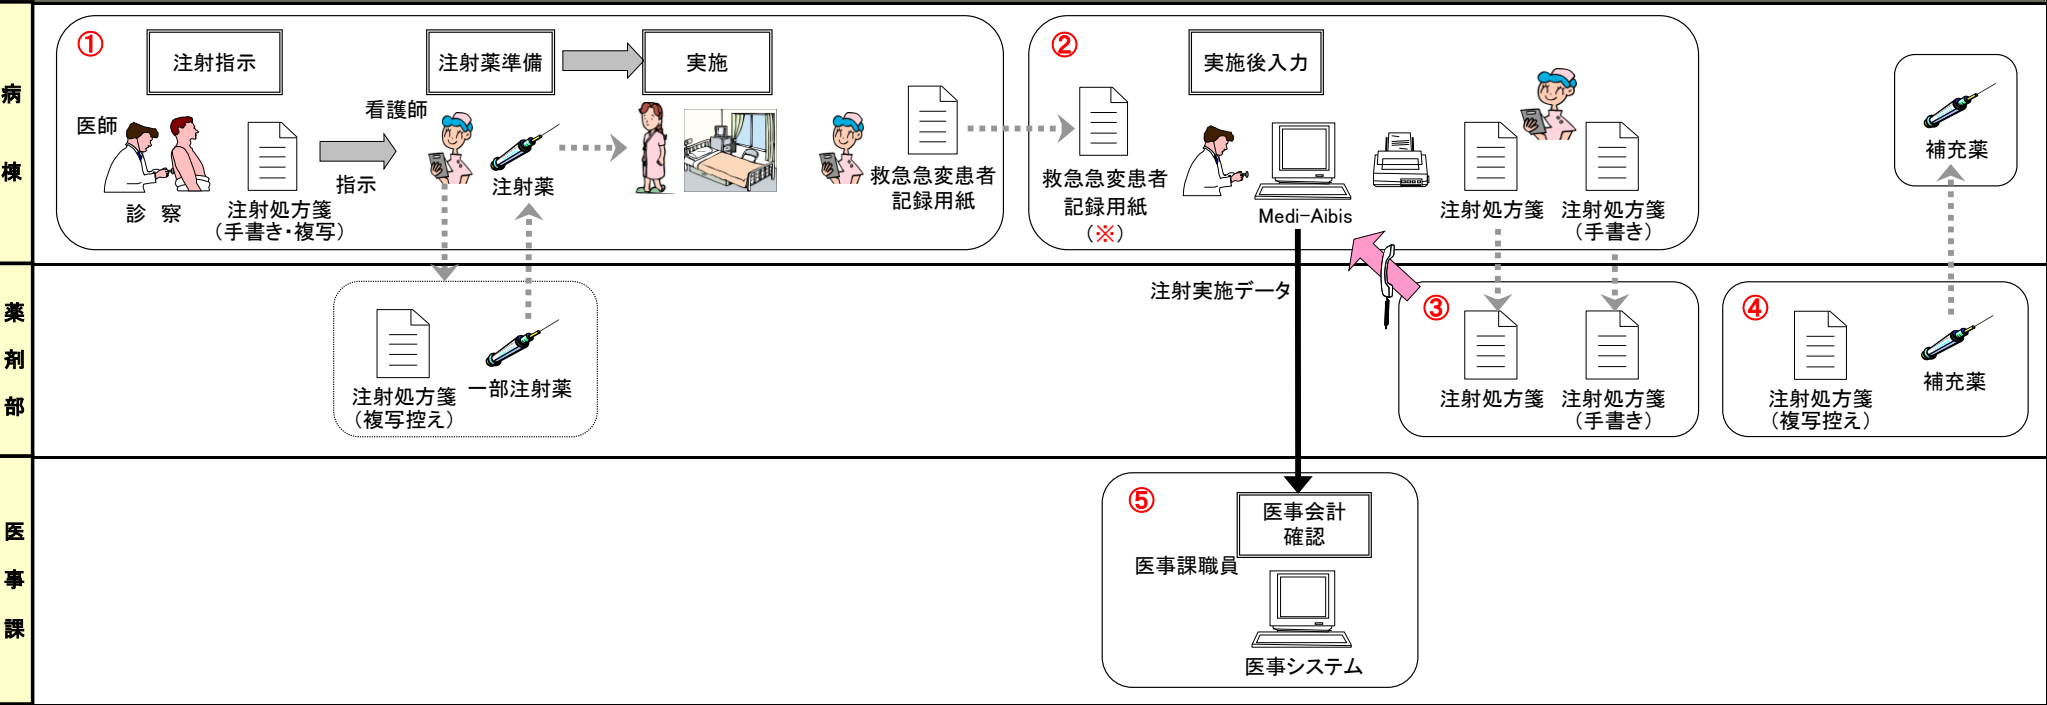 病棟
①
注射指示
注射薬準備
実施
医師
看護師
診 察
注射処方箋
（手書き・複写）
指示
注射薬
救急急変患者
記録用紙
②
実施後入力
救急急変患者
記録用紙
（※）
Medi-Aibis
注射処方箋
注射処方箋
（手書き）
補充薬
薬剤部
注射処方箋
（複写控え）
一部注射薬
注射実施データ
③
注射処方箋
注射処方箋
（手書き）
④
注射処方箋
（複写控え）
補充薬
医事課
⑤
医事会計
確認
医事課職員
医事システム